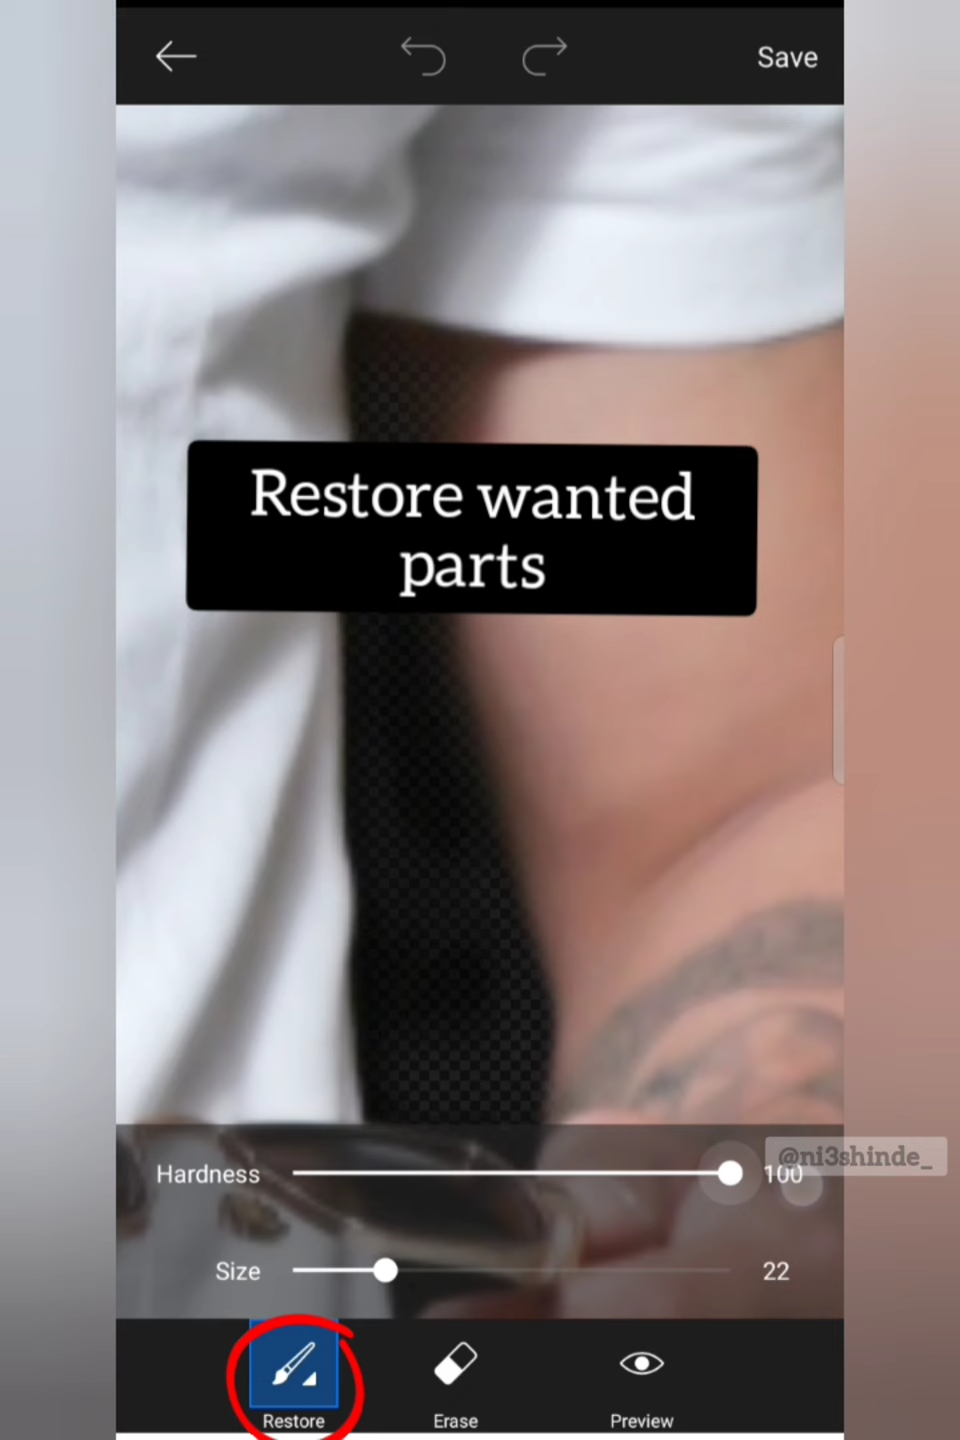 Save
Restore wanted
parts
@ni3shinde_
Hardness 100
Size 22
Restore Erase Preview